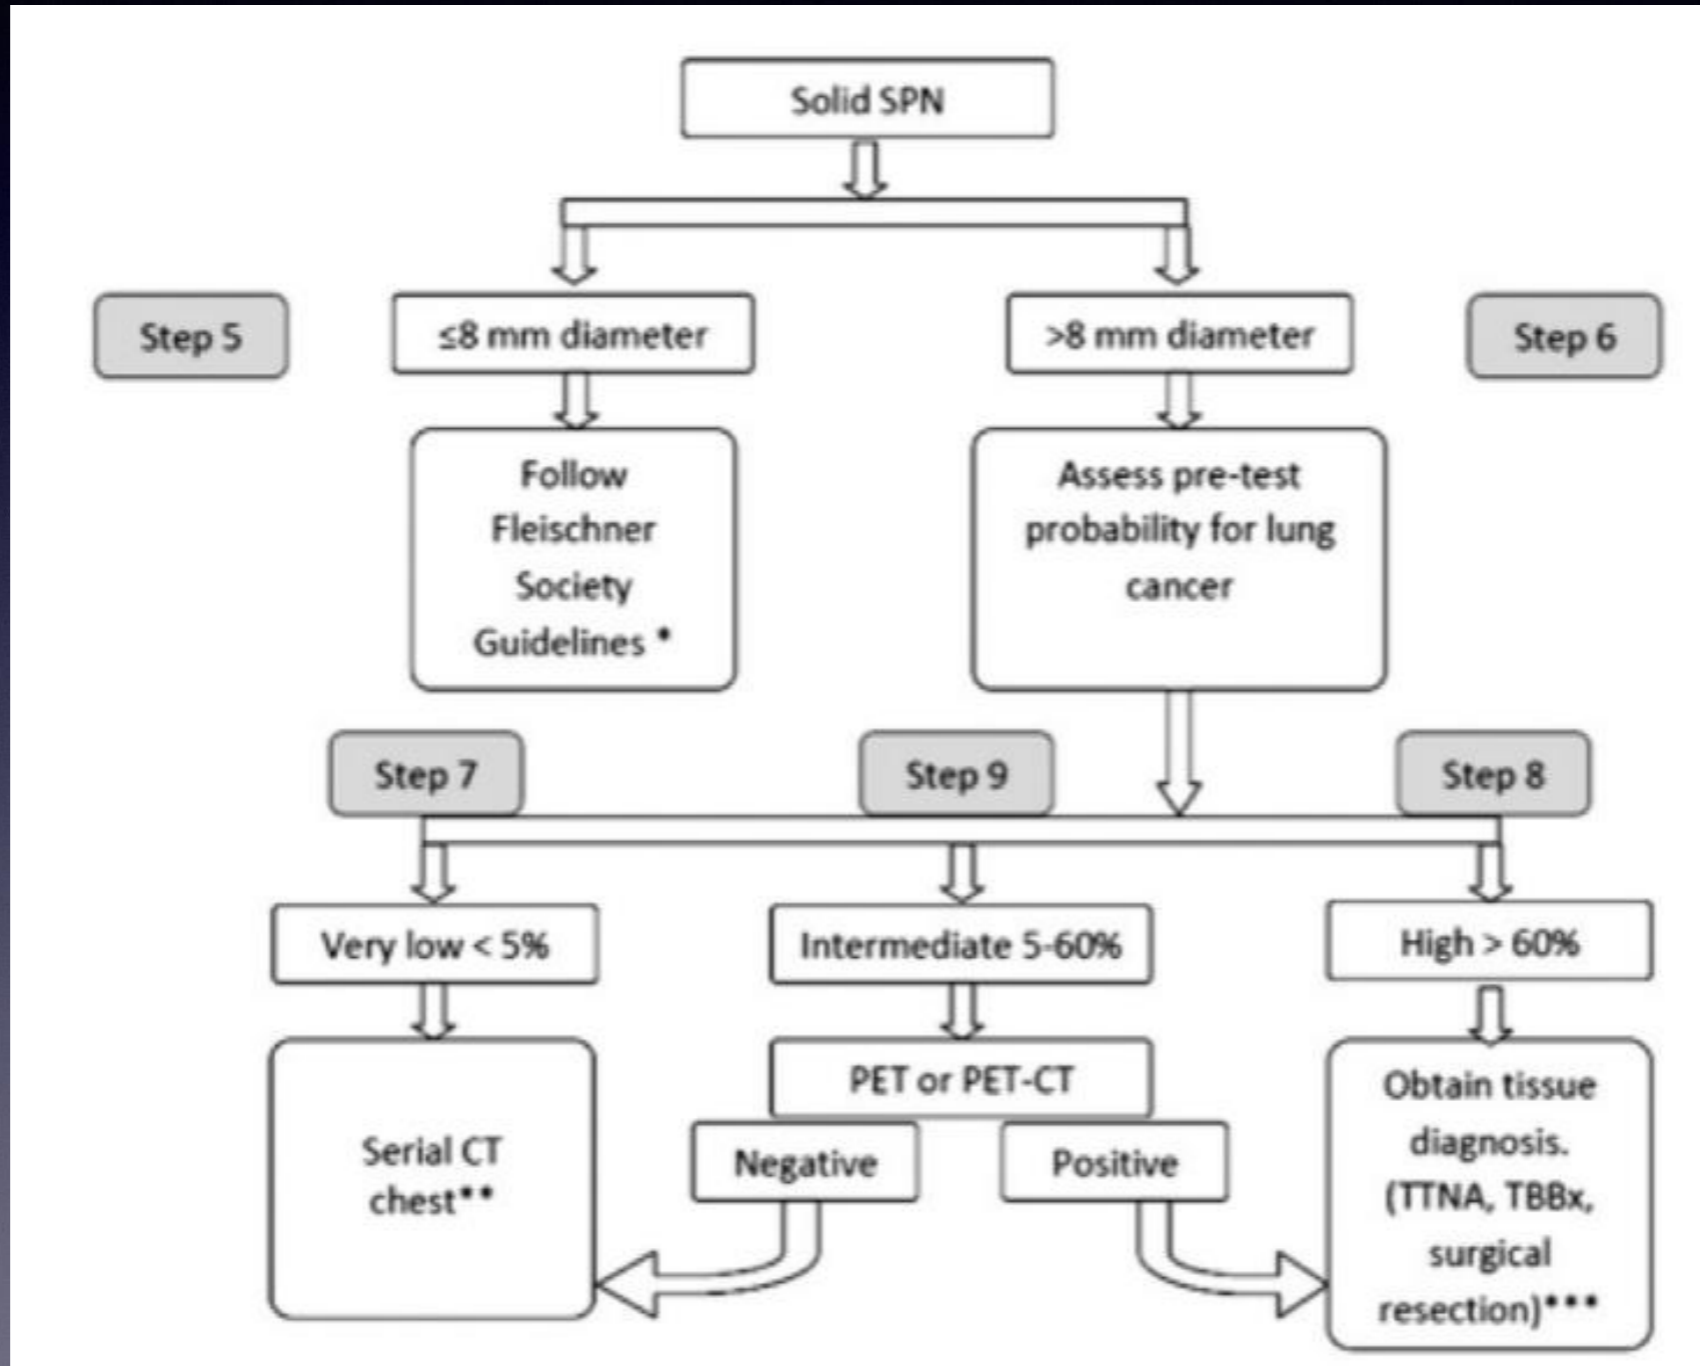 Solid SPN
Step 5
≤8 mm diameter
>8 mm diameter
Step 6
Follow
Fleischner
Society
Guidelines *
Assess pre-test
probability for lung
cancer
Step 7
Step 9
Step 8
Very low < 5%
Intermediate 5-60%
High > 60%
Serial CT
chest**
PET or PET-CT
Negative
Positive
Obtain tissue
diagnosis.
(TTNA, TBBx,
surgical
resection)***